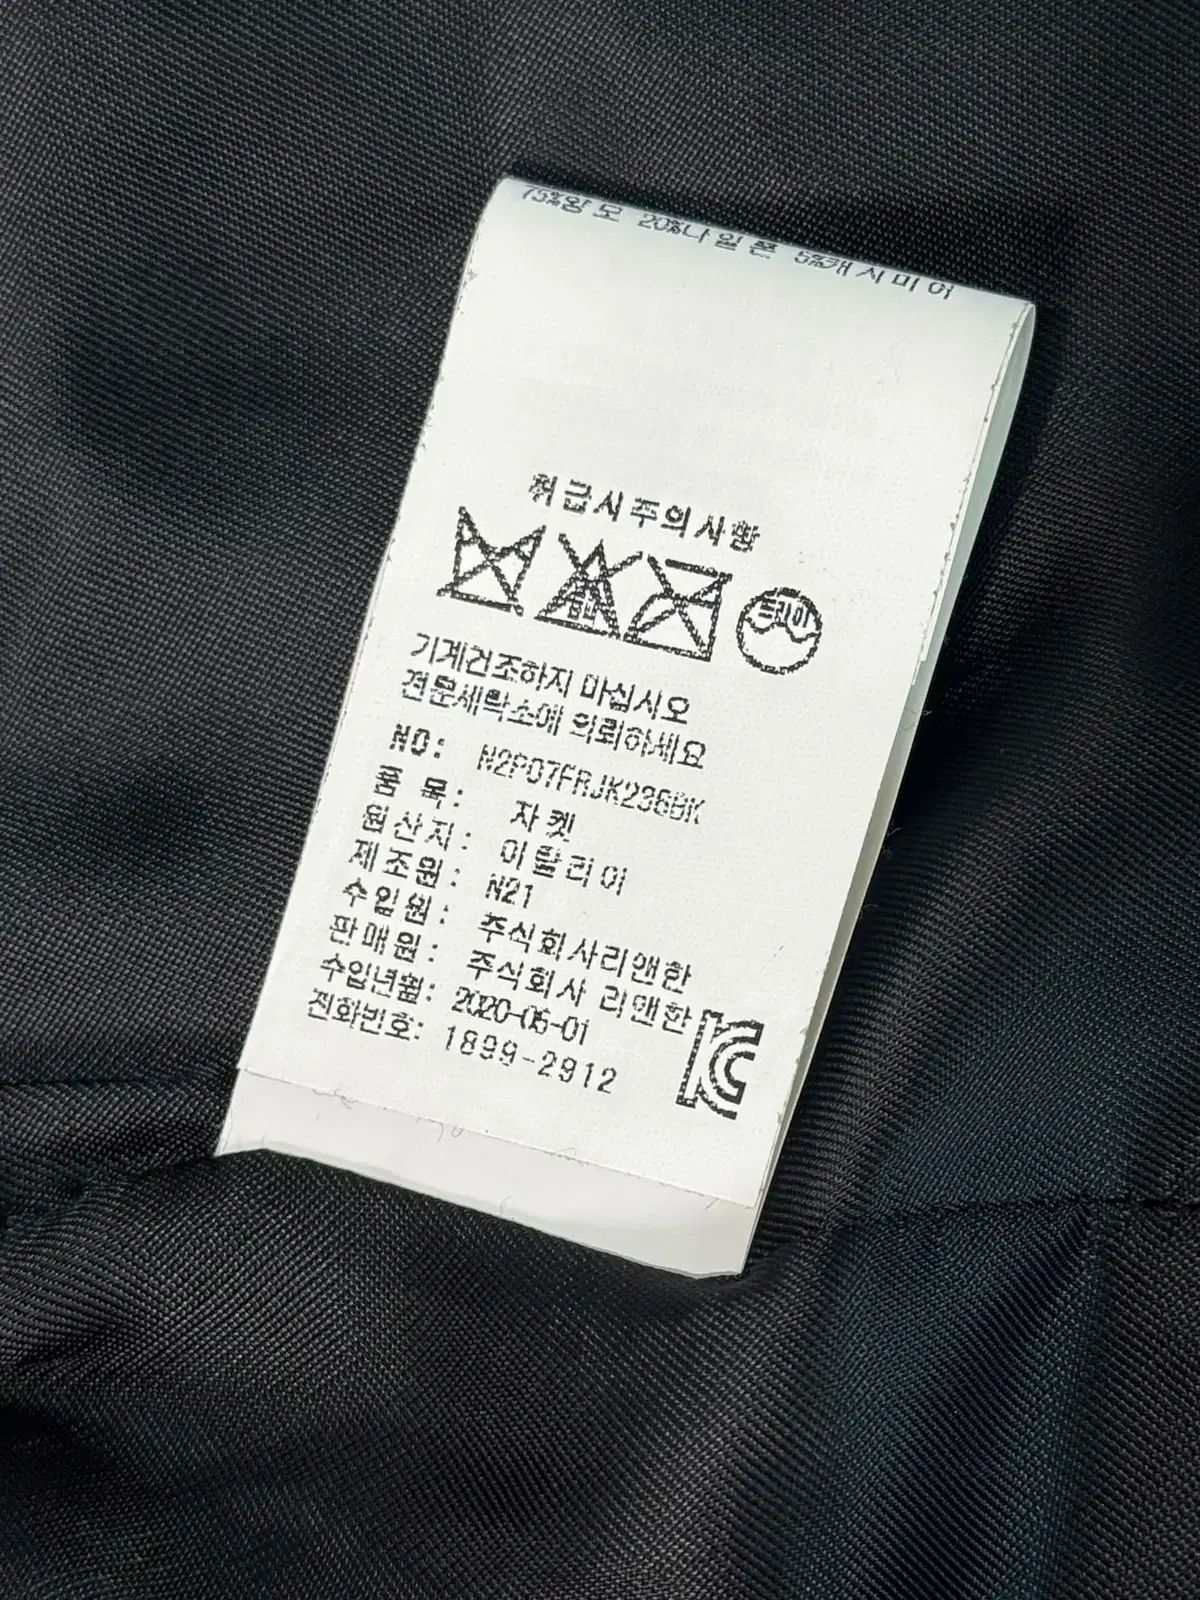 75%양모 20%나일론 5%캐시미어
취급시주의사항
드라이
기계건조하지 마십시오
전문세탁소에 의뢰하세요
NO: N2P07FRJK236BK
품 목: 자켓
원산지: 이탈리아
제조원: N21
수입원: 주식회사리앤한
판매원: 주식회사 리앤한
수입년월: 2020-05-01
전화번호: 1899-2912